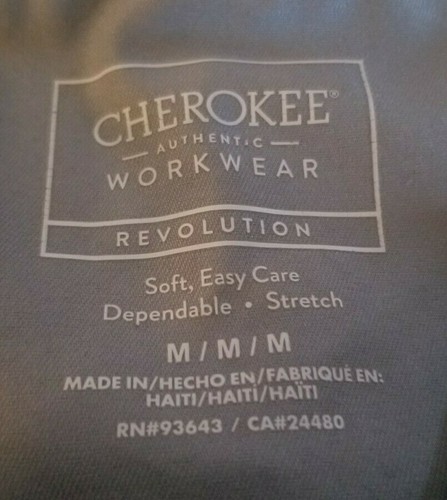 CHEROKEE®
— AUTHENTIC —
WORKWEAR
REVOLUTION
Soft, Easy Care
Dependable • Stretch
M / M / M
MADE IN/HECHO EN/FABRIQUÉ EN:
HAITI/HAITÍ/HAÏTI
RN#93643 / CA#24480